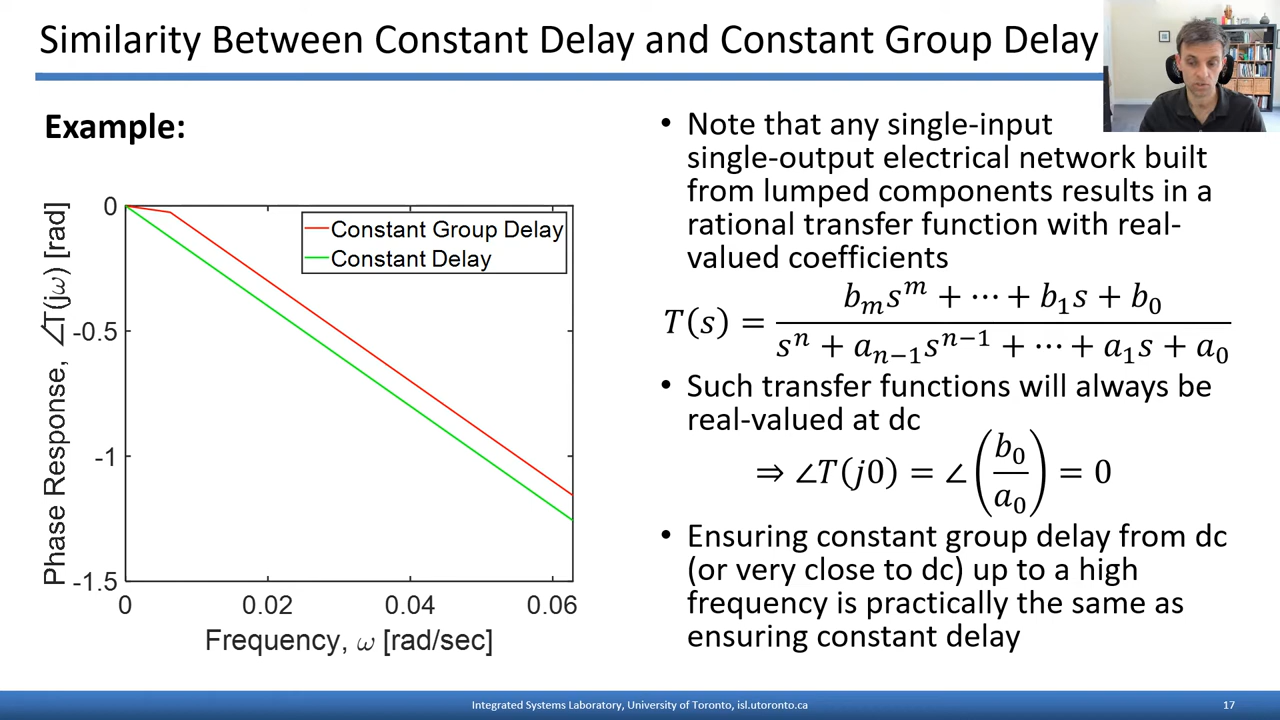 Similarity Between Constant Delay and Constant Group Delay
Example:
Constant Group Delay
Constant Delay
0
-0.5
-1
-1.5
0
0.02
0.04
0.06
Phase Response, ∠T(jω) [rad]
Frequency, ω [rad/sec]
• Note that any single-input
single-output electrical network built
from lumped components results in a
rational transfer function with real-
valued coefficients
T(s) = (b_m s^m + ⋯ + b_1 s + b_0) / (s^n + a_{n−1} s^{n−1} + ⋯ + a_1 s + a_0)
• Such transfer functions will always be
real-valued at dc
⇒ ∠T(j0) = ∠(b_0/a_0) = 0
• Ensuring constant group delay from dc
(or very close to dc) up to a high
frequency is practically the same as
ensuring constant delay
Integrated Systems Laboratory, University of Toronto, isl.utoronto.ca
17